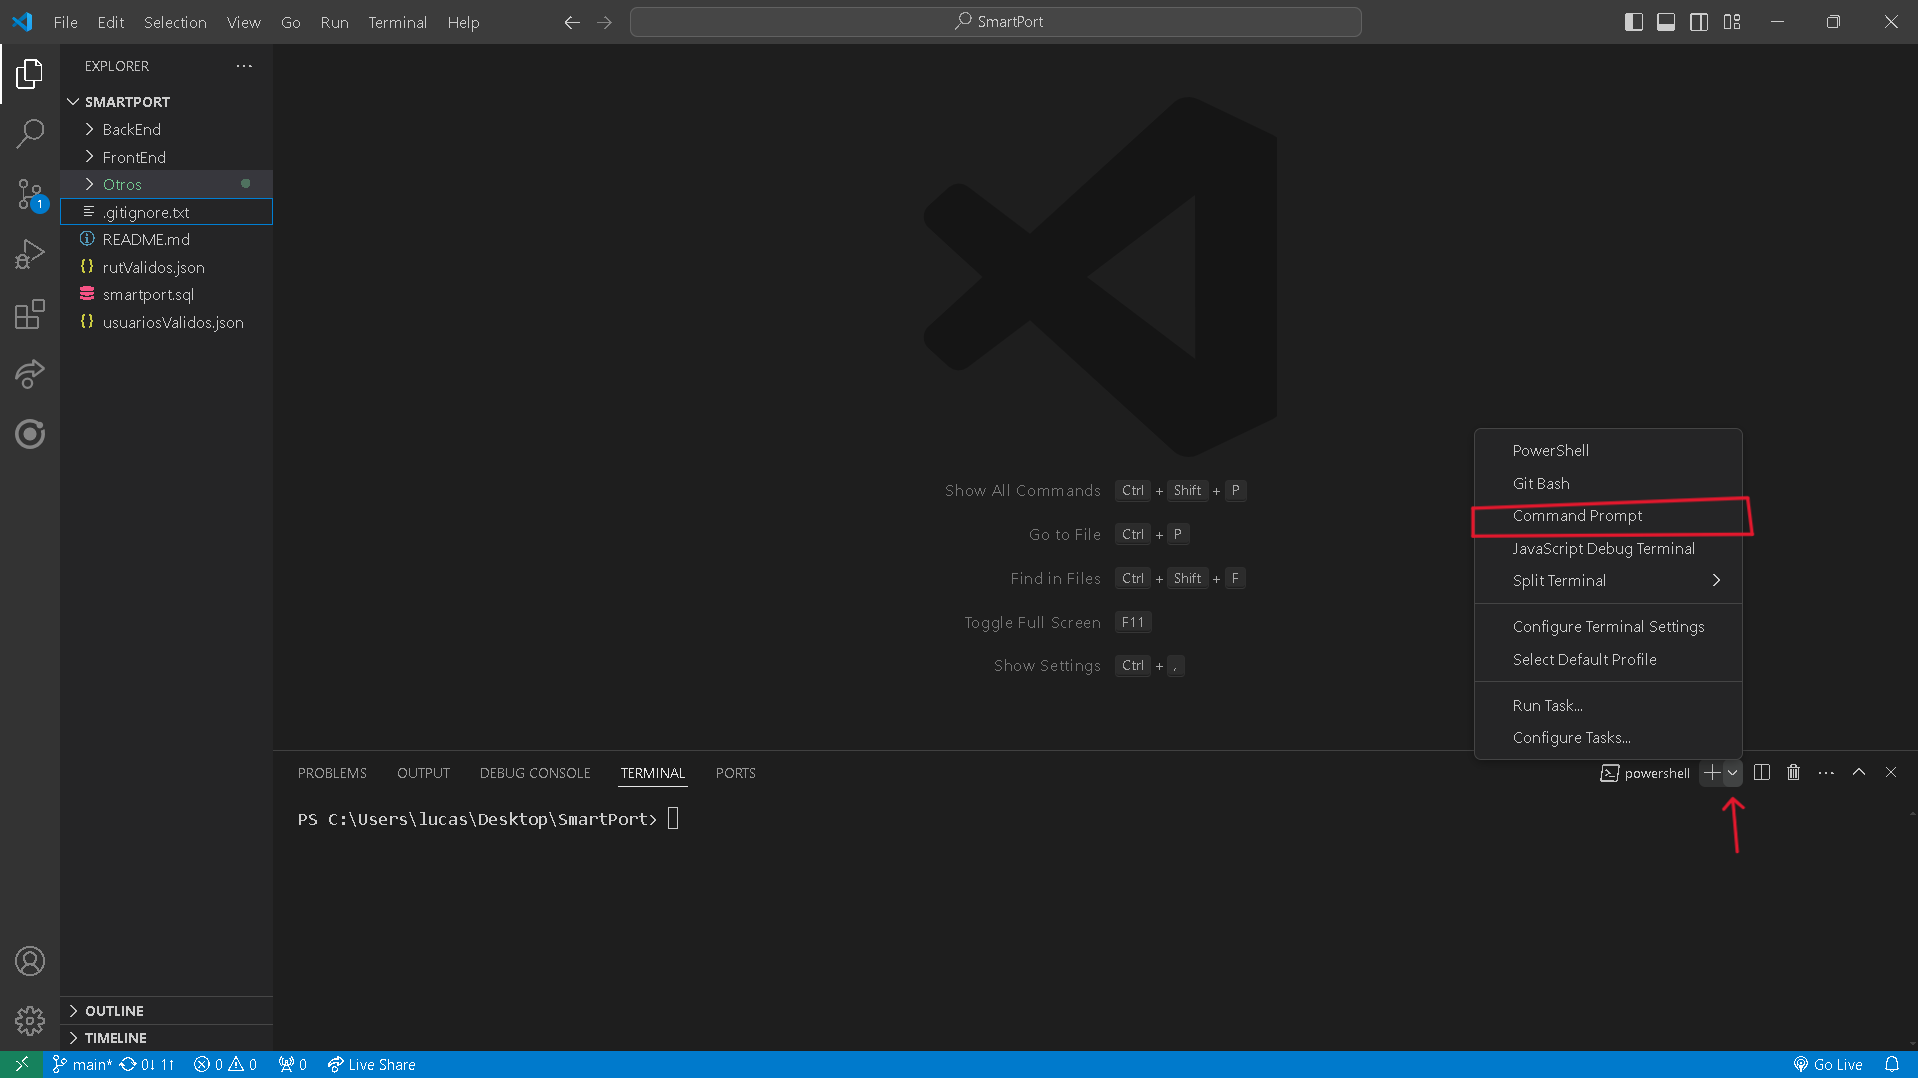 File Edit Selection View Go Run Terminal Help
SmartPort
EXPLORER
SMARTPORT
BackEnd
FrontEnd
Otros
.gitignore.txt
README.md
rutValidos.json
smartport.sql
usuariosValidos.json
1
Show All Commands Ctrl + Shift + P
Go to File Ctrl + P
Find in Files Ctrl + Shift + F
Toggle Full Screen F11
Show Settings Ctrl + ,
PowerShell
Git Bash
Command Prompt
JavaScript Debug Terminal
Split Terminal
Configure Terminal Settings
Select Default Profile
Run Task...
Configure Tasks...
PROBLEMS OUTPUT DEBUG CONSOLE TERMINAL PORTS
powershell
PS C:\Users\lucas\Desktop\SmartPort>
OUTLINE
TIMELINE
main* 0↓ 1↑ 0 0 0 Live Share
Go Live